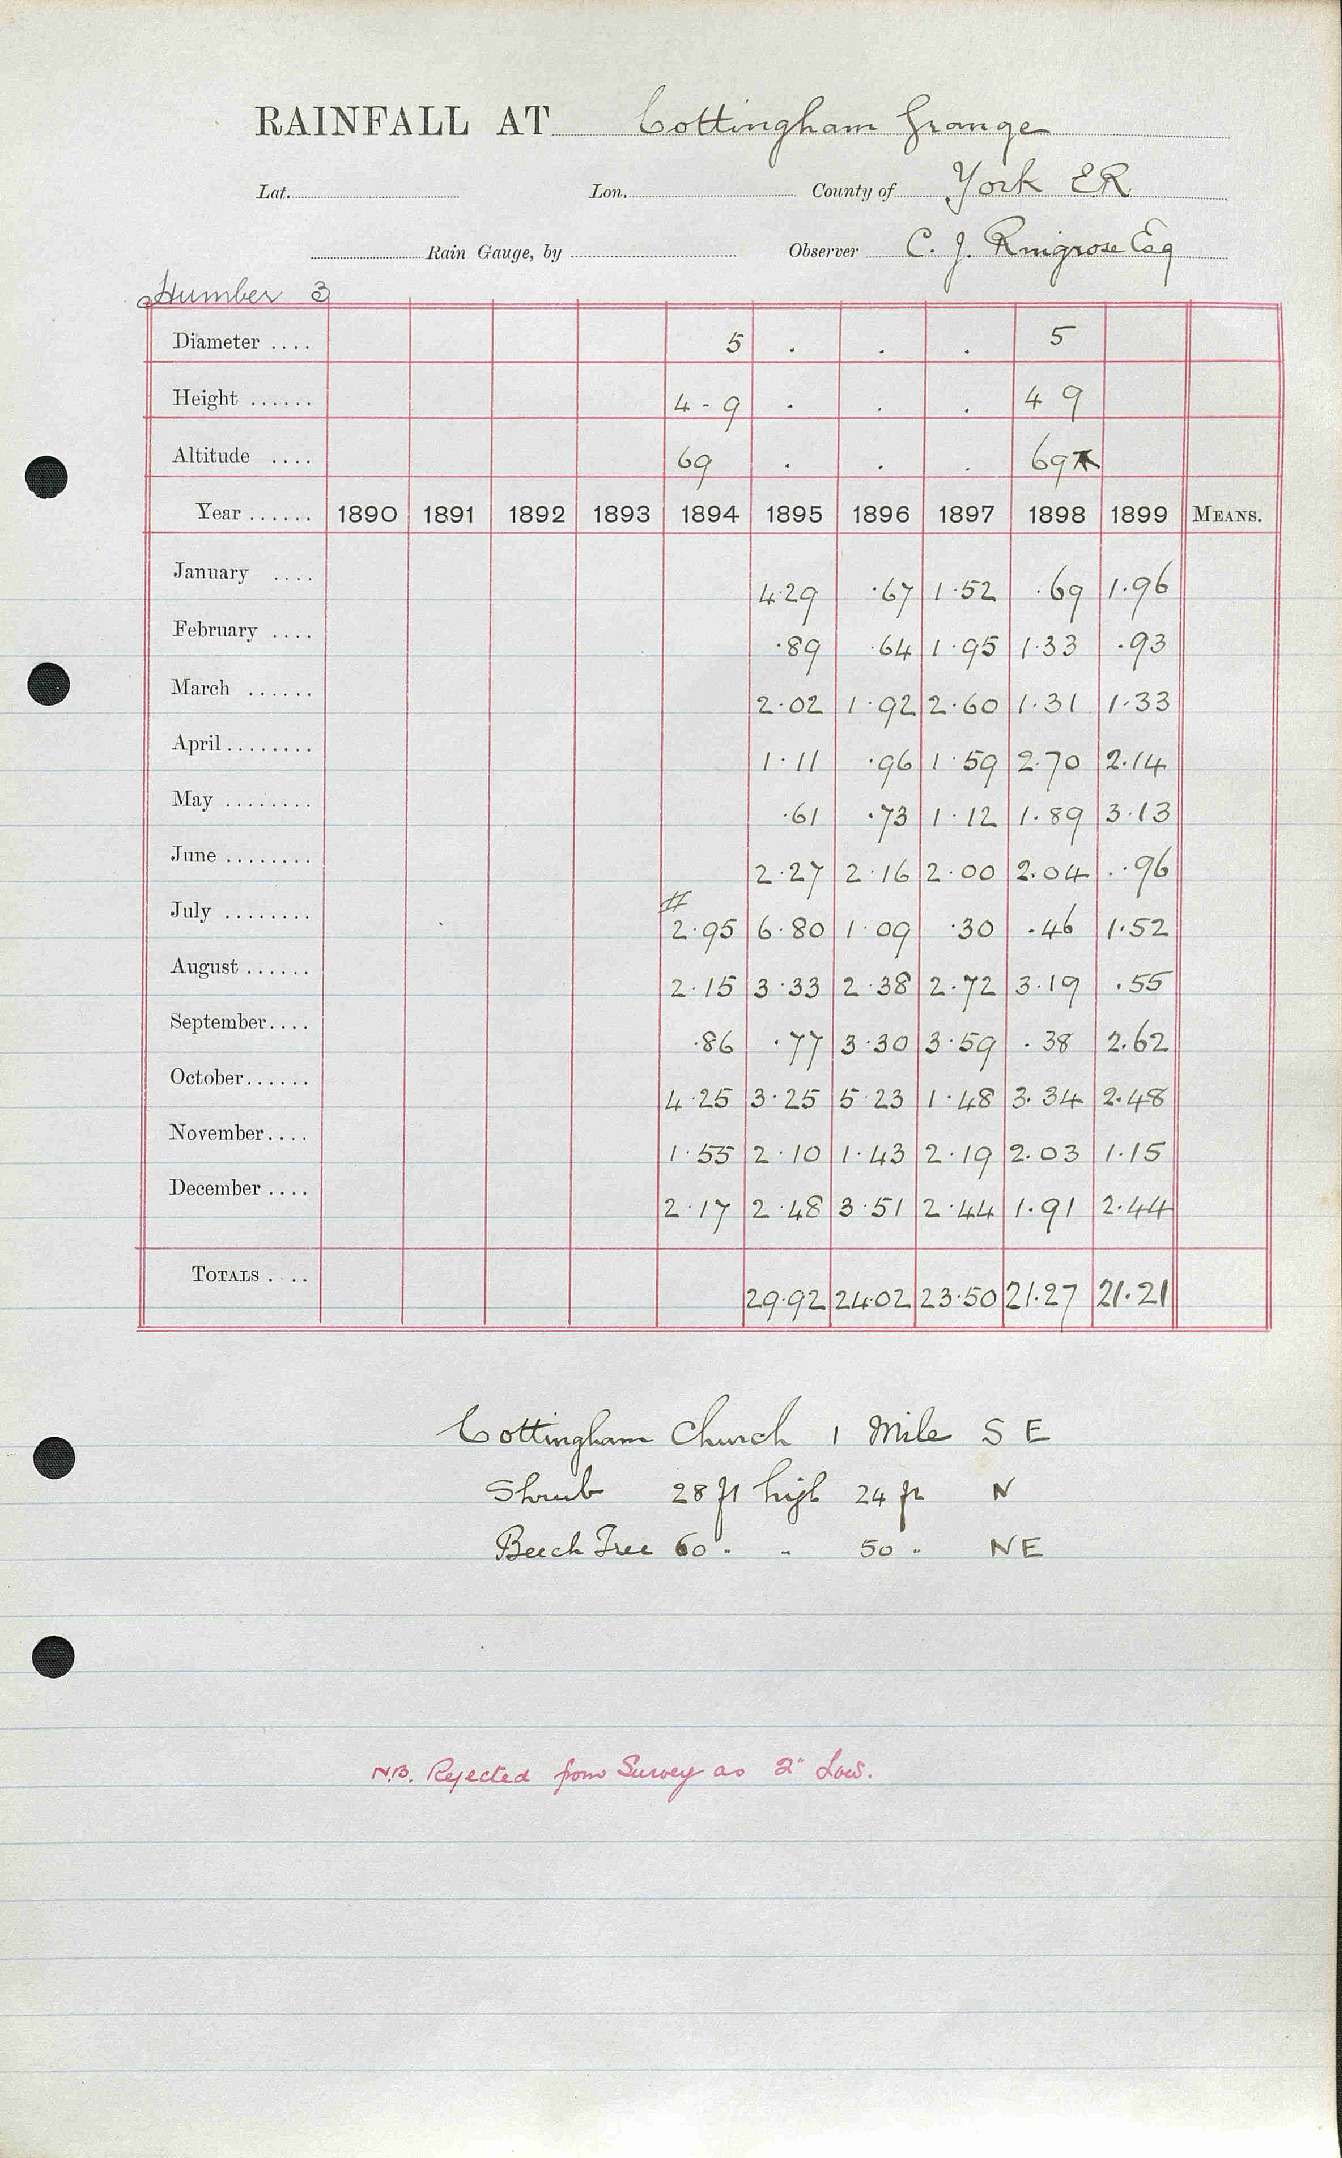 RAINFALL AT Cottingham Grange
Lat. Lon. County of York ER
Rain Gauge, by Observer C. J. Ringrose Esq
Humber 3
Diameter .... 5 . . . 5
Height ...... 4-9 . . . 4 9
Altitude .... 69 . . . 69
Year ...... 1890 1891 1892 1893 1894 1895 1896 1897 1898 1899 MEANS.
January .... 4.29 .67 1.52 .69 1.96
February .... .89 .64 1.95 1.33 .93
March ...... 2.02 1.92 2.60 1.31 1.33
April ........ 1.11 .96 1.59 2.70 2.14
May ........ .61 .73 1.12 1.89 3.13
June ........ 2.27 2.16 2.00 2.04 .96
July ........ # 2.95 6.80 1.09 .30 .46 1.52
August ...... 2.15 3.33 2.38 2.72 3.19 .55
September.... .86 .77 3.30 3.59 .38 2.62
October...... 4.25 3.25 5.23 1.48 3.34 2.48
November.... 1.55 2.10 1.43 2.19 2.03 1.15
December .... 2.17 2.48 3.51 2.44 1.91 2.44
TOTALS .... 29.92 24.02 23.50 21.27 21.21
Cottingham Church 1 Mile S E
Shrub 28 ft high 24 ft N
Beech Tree 60 " " 50 " NE
N.B. Rejected from Survey as 2" Low.